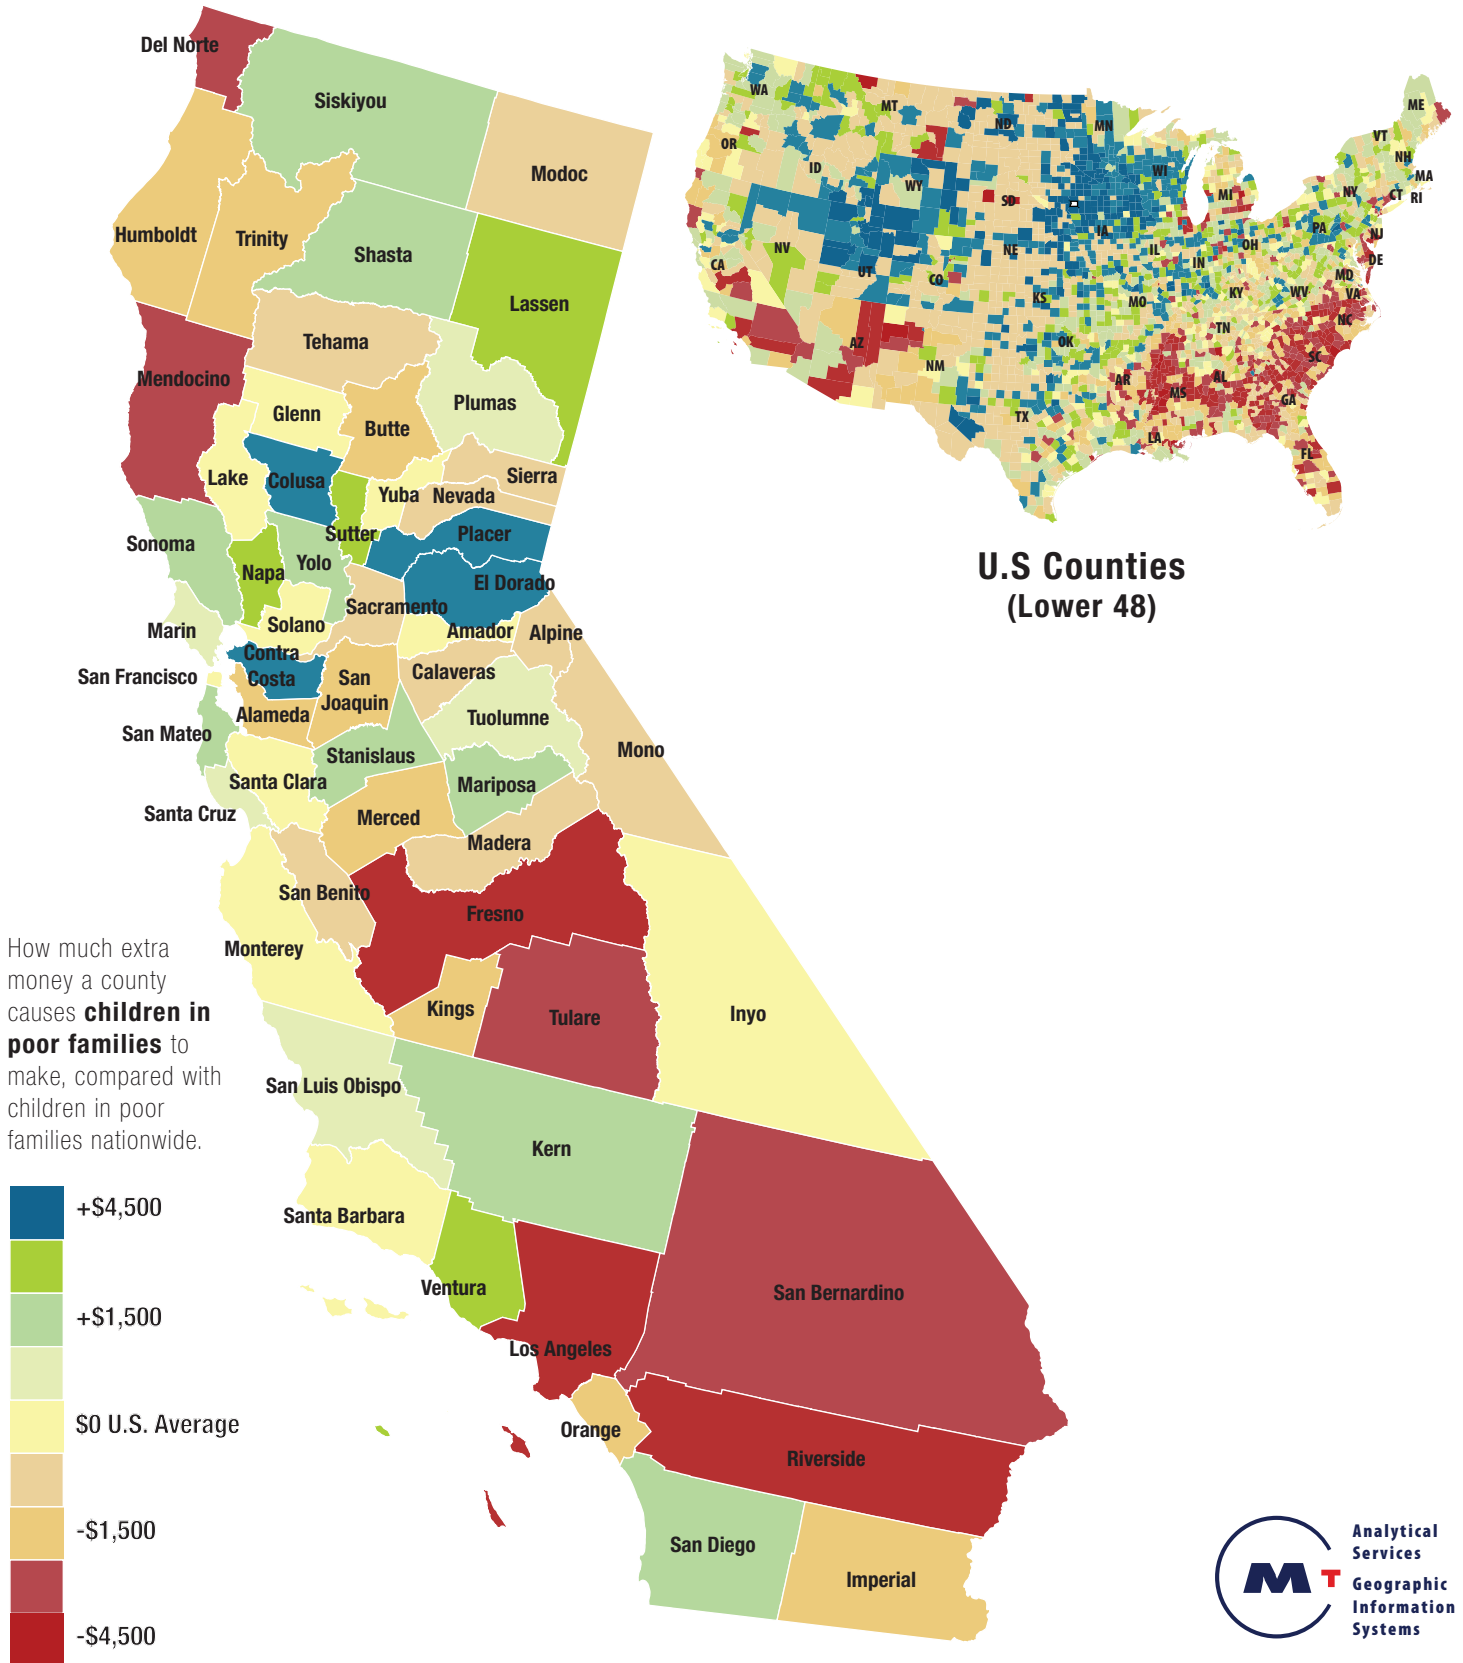 Del Norte
Siskiyou
Modoc
Humboldt
Trinity
Shasta
Lassen
Tehama
Mendocino
Glenn
Butte
Plumas
Lake
Colusa
Sierra
Yuba
Nevada
Sutter
Placer
Sonoma
Napa
Yolo
El Dorado
Sacramento
Marin
Solano
Amador
Alpine
Contra
Costa
San Francisco
Calaveras
San
Joaquin
Alameda
Tuolumne
San Mateo
Stanislaus
Mono
Santa Clara
Mariposa
Santa Cruz
Merced
Madera
San Benito
Fresno
Monterey
Kings
Tulare
Inyo
San Luis Obispo
Kern
Santa Barbara
Ventura
San Bernardino
Los Angeles
Orange
Riverside
San Diego
Imperial
WA
MT
ND
MN
ME
OR
ID
WY
SD
WI
MI
VT
NH
NY
MA
CT
RI
CA
NV
UT
CO
NE
IA
IL
IN
OH
PA
NJ
DE
MD
KS
MO
KY
WV
VA
AZ
NM
OK
TN
NC
AR
MS
AL
SC
GA
TX
LA
FL
U.S Counties
(Lower 48)
How much extra
money a county
causes children in
poor families to
make, compared with
children in poor
families nationwide.
+$4,500
+$1,500
$0 U.S. Average
-$1,500
-$4,500
M T
Analytical
Services
Geographic
Information
Systems